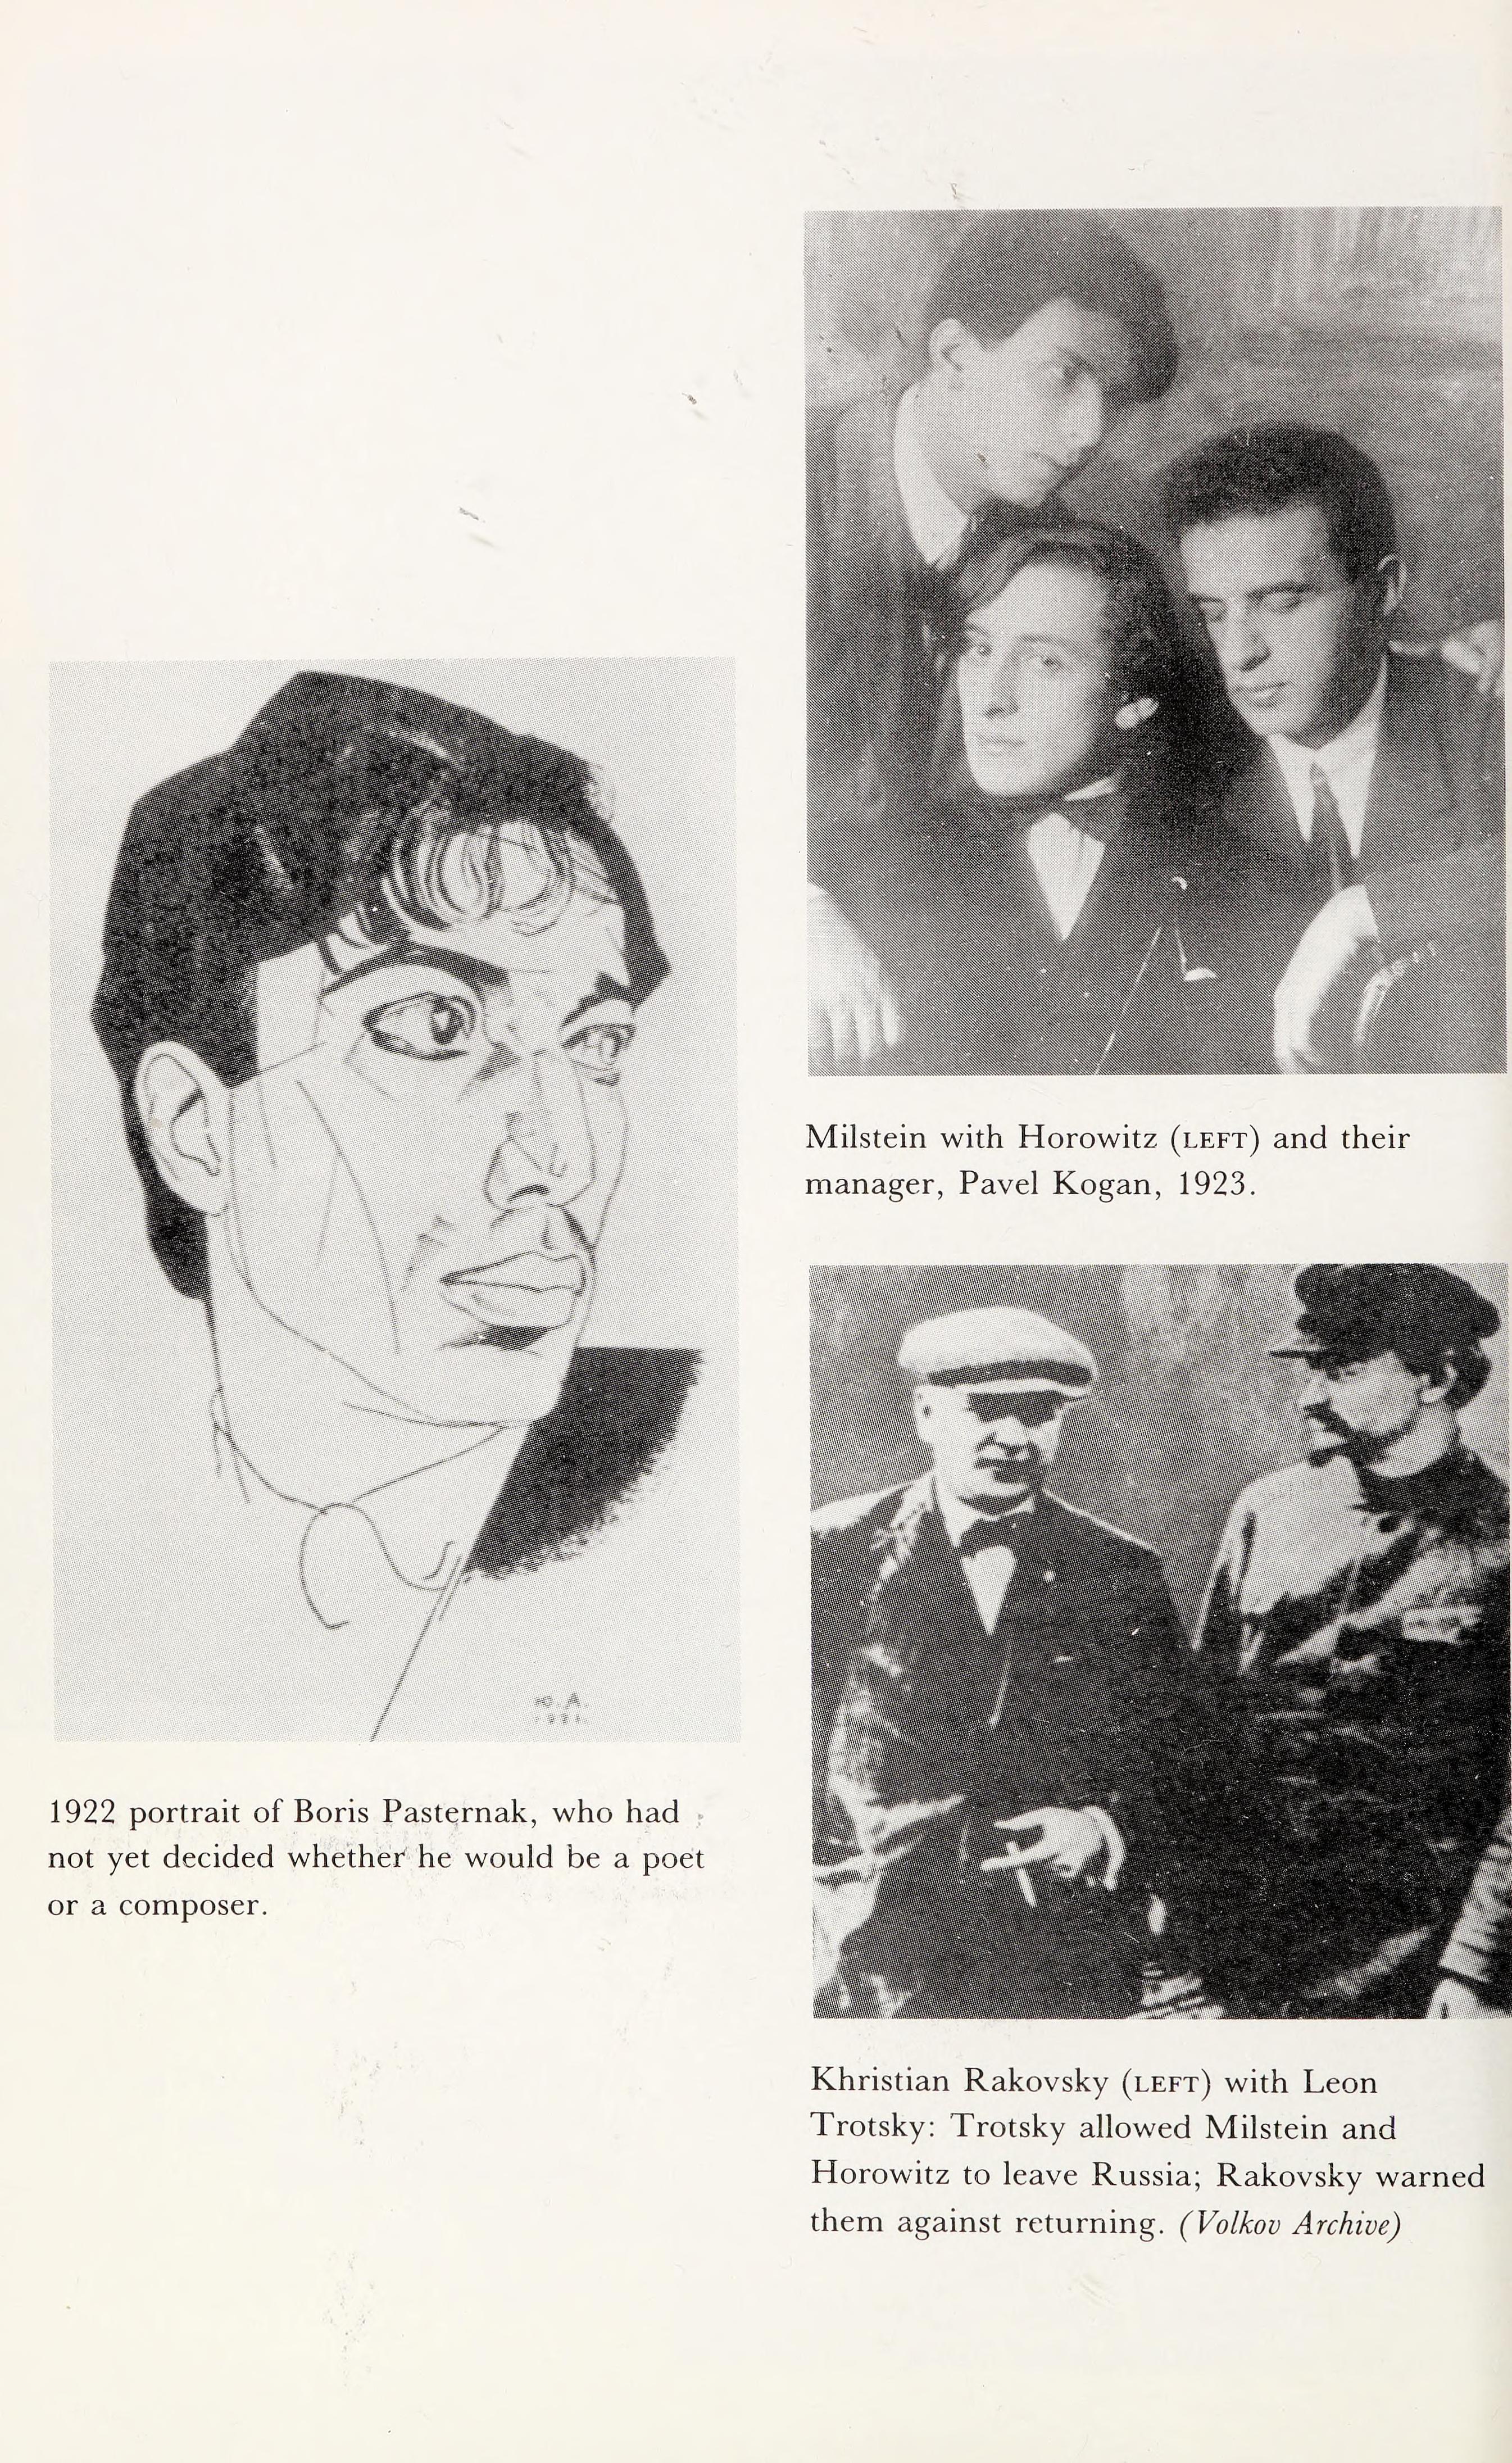 Milstein with Horowitz (LEFT) and their
manager, Pavel Kogan, 1923.
Ю.А.
1921.
1922 portrait of Boris Pasternak, who had
not yet decided whether he would be a poet
or a composer.
Khristian Rakovsky (LEFT) with Leon
Trotsky: Trotsky allowed Milstein and
Horowitz to leave Russia; Rakovsky warned
them against returning. (Volkov Archive)